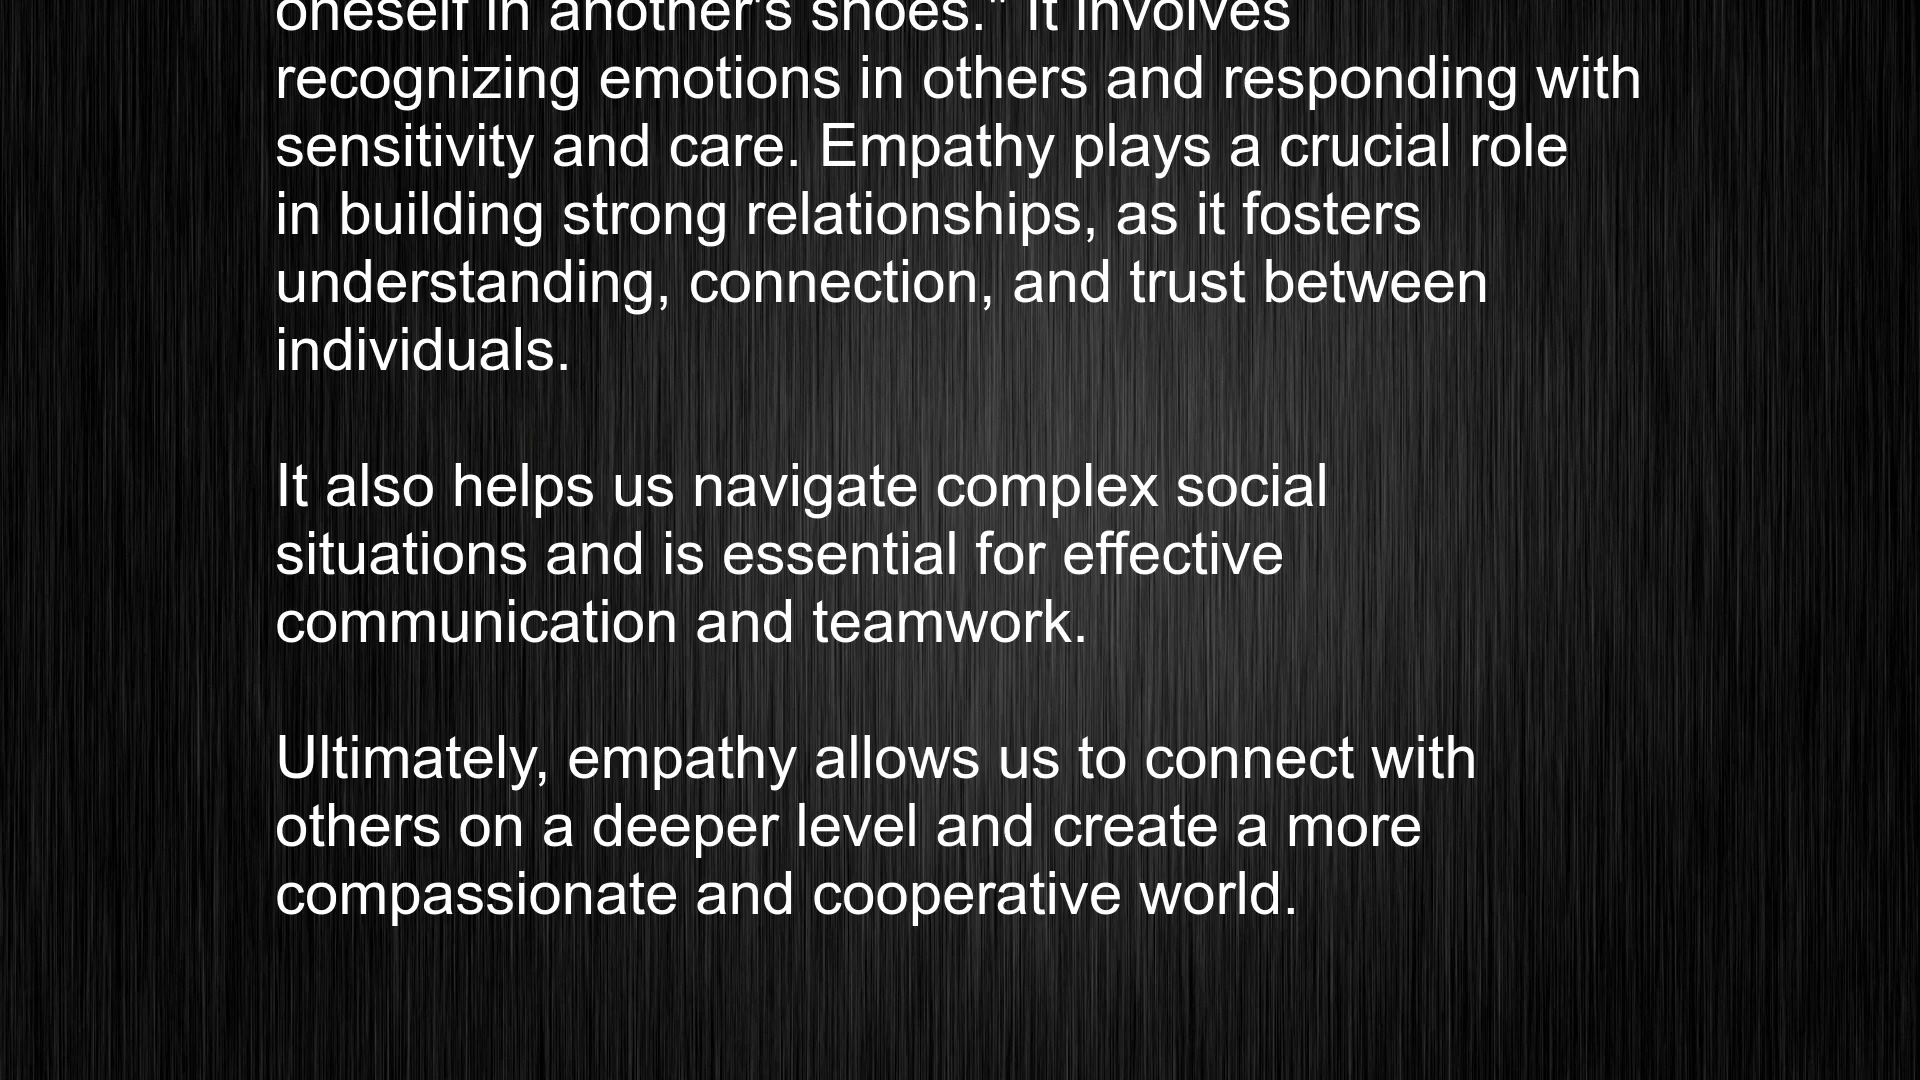 oneself in another's shoes." It involves
recognizing emotions in others and responding with
sensitivity and care. Empathy plays a crucial role
in building strong relationships, as it fosters
understanding, connection, and trust between
individuals.
It also helps us navigate complex social
situations and is essential for effective
communication and teamwork.
Ultimately, empathy allows us to connect with
others on a deeper level and create a more
compassionate and cooperative world.